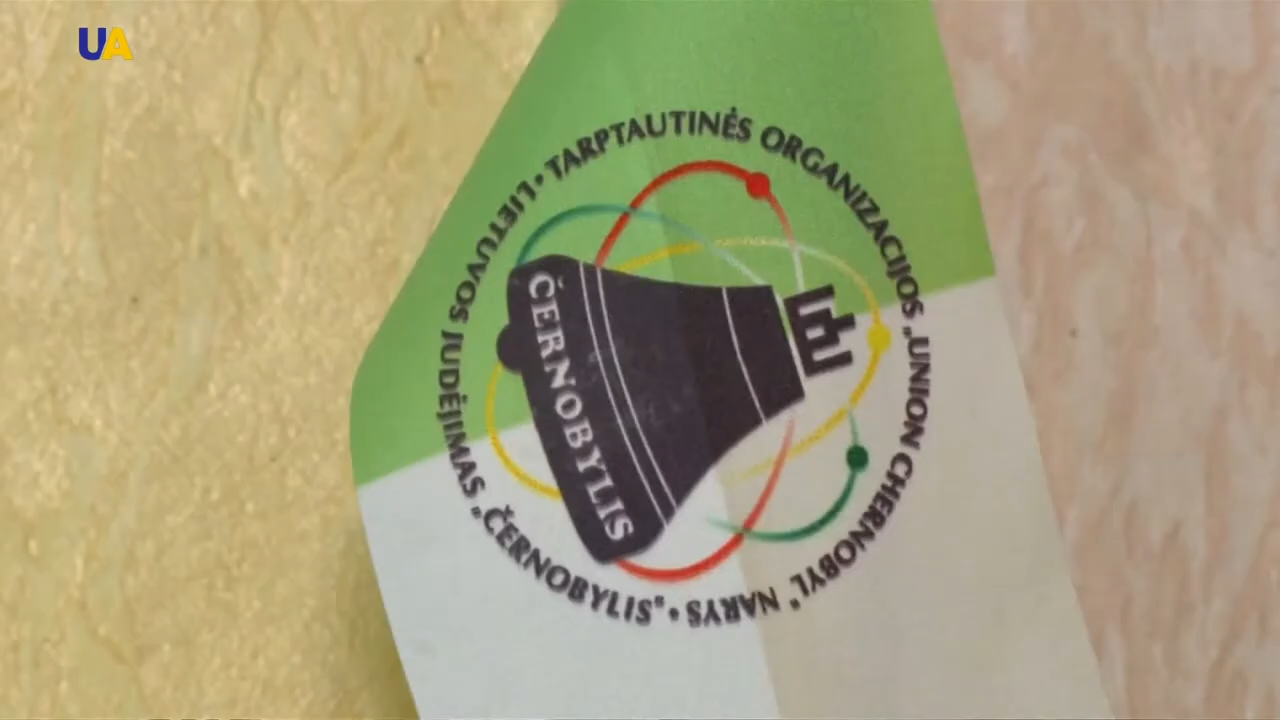 UA
LIETUVOS JUDĖJIMAS „ČERNOBYLIS“ • TARPTAUTINĖS ORGANIZACIJOS „UNION CHERNOBYL“ NARYS •
ČERNOBYLIS